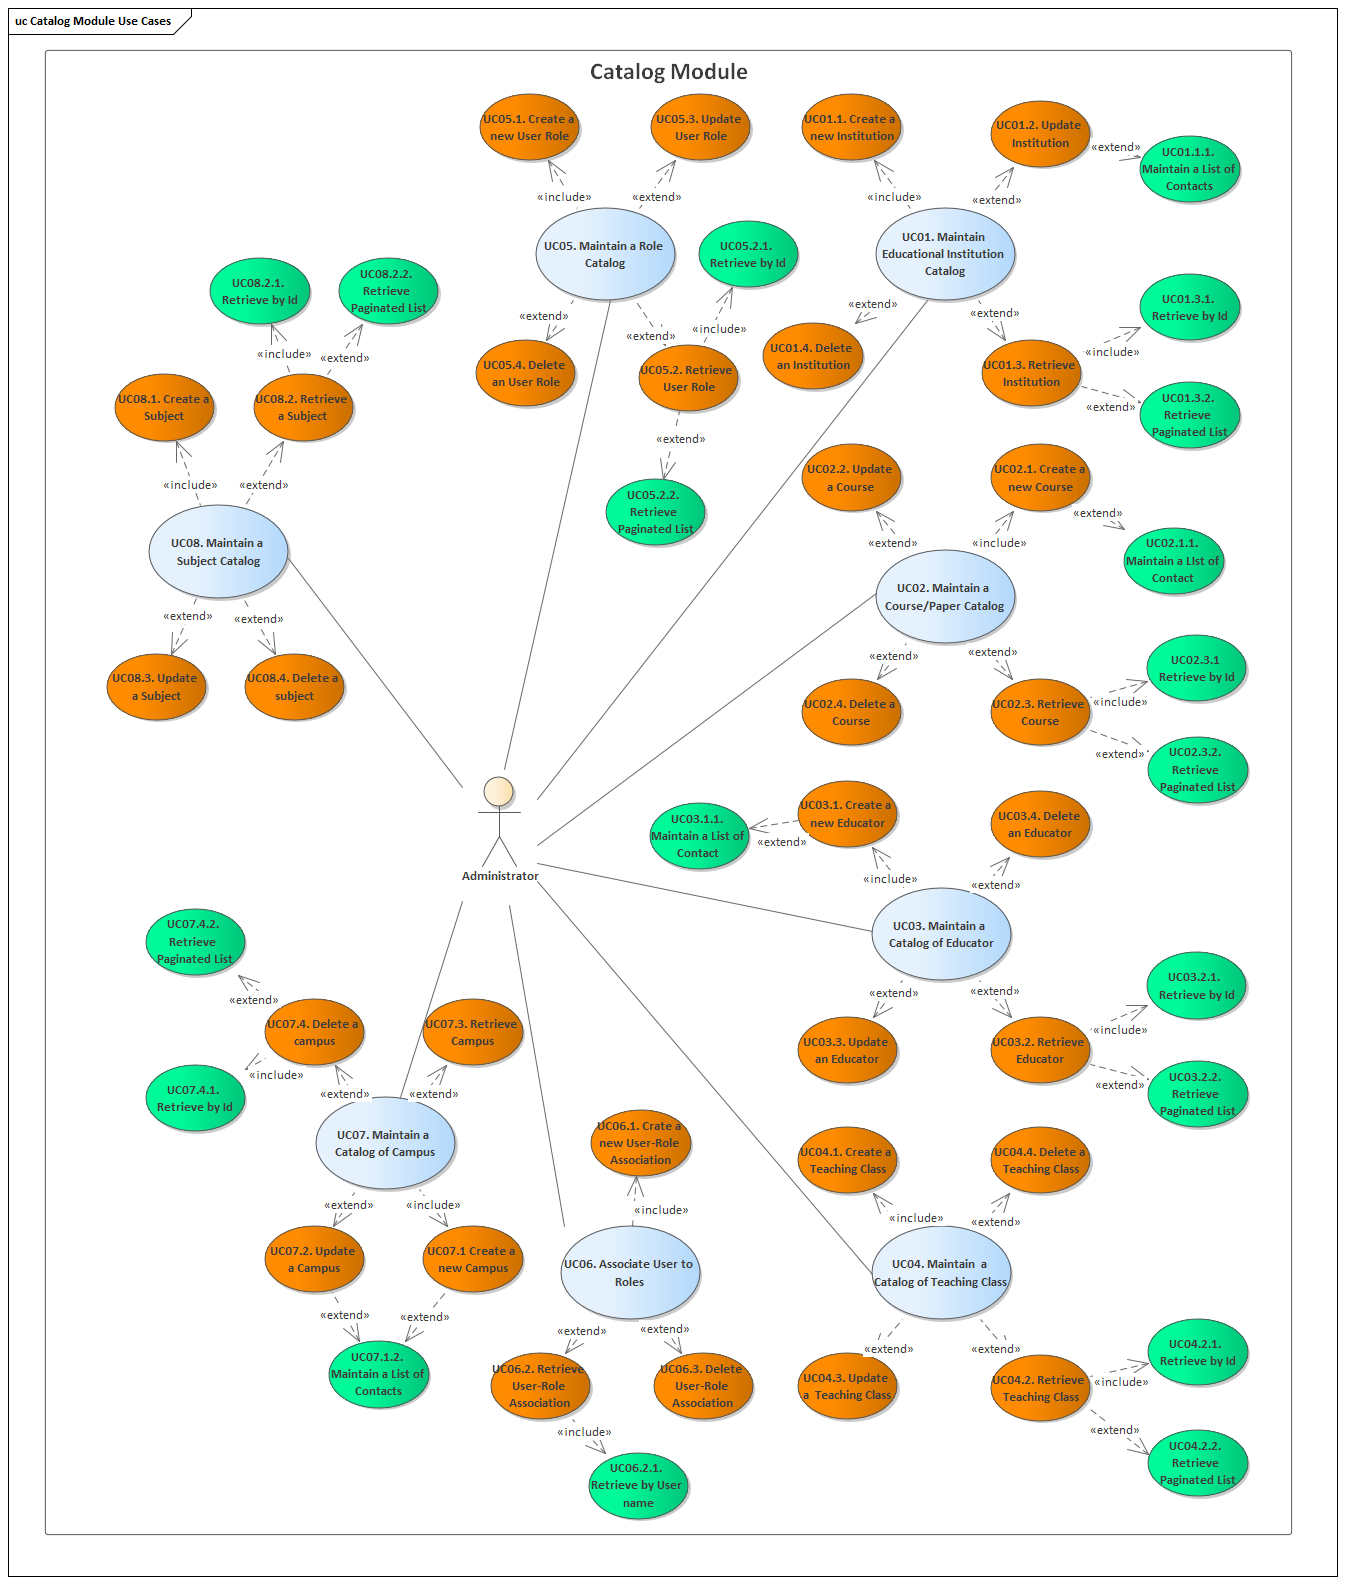 uc Catalog Module Use Cases
Catalog Module
UC05.1. Create a
new User Role
UC05.3. Update
User Role
«include»
«extend»
UC05. Maintain a Role
Catalog
«extend»
«extend»
UC05.4. Delete
an User Role
UC05.2. Retrieve
User Role
«include»
UC05.2.1.
Retrieve by Id
«extend»
UC05.2.2.
Retrieve
Paginated List
UC01.1. Create a
new Institution
UC01.2. Update
Institution
«extend»
UC01.1.1.
Maintain a List of
Contacts
«include»
«extend»
UC01. Maintain
Educational Institution
Catalog
«extend»
«extend»
UC01.4. Delete
an Institution
UC01.3. Retrieve
Institution
«include»
UC01.3.1.
Retrieve by Id
«extend»
UC01.3.2.
Retrieve
Paginated List
UC08.2.1.
Retrieve by Id
UC08.2.2.
Retrieve
Paginated List
«include»
«extend»
UC08.1. Create a
Subject
UC08.2. Retrieve
a Subject
«include»
«extend»
UC08. Maintain a
Subject Catalog
«extend»
«extend»
UC08.3. Update
a Subject
UC08.4. Delete a
subject
UC02.2. Update
a Course
UC02.1. Create a
new Course
«extend»
UC02.1.1.
Maintain a LIst of
Contact
«extend»
«include»
UC02. Maintain a
Course/Paper Catalog
«extend»
«extend»
UC02.4. Delete a
Course
UC02.3. Retrieve
Course
«include»
UC02.3.1
Retrieve by Id
«extend»
UC02.3.2.
Retrieve
Paginated List
Administrator
UC03.1.1.
Maintain a List of
Contact
«extend»
UC03.1. Create a
new Educator
UC03.4. Delete
an Educator
«include»
«extend»
UC03. Maintain a
Catalog of Educator
«extend»
«extend»
UC03.3. Update
an Educator
UC03.2. Retrieve
Educator
«include»
UC03.2.1.
Retrieve by Id
«extend»
UC03.2.2.
Retrieve
Paginated List
UC07.4.2.
Retrieve
Paginated List
«extend»
UC07.4. Delete a
campus
UC07.3. Retrieve
Campus
«include»
UC07.4.1.
Retrieve by Id
«extend»
«extend»
UC07. Maintain a
Catalog of Campus
«extend»
«include»
UC07.2. Update
a Campus
UC07.1 Create a
new Campus
«extend»
«extend»
UC07.1.2.
Maintain a List of
Contacts
UC06.1. Crate a
new User-Role
Association
«include»
UC06. Associate User to
Roles
«extend»
«extend»
UC06.2. Retrieve
User-Role
Association
UC06.3. Delete
User-Role
Association
«include»
UC06.2.1.
Retrieve by User
name
UC04.1. Create a
Teaching Class
UC04.4. Delete a
Teaching Class
«include»
«extend»
UC04. Maintain  a
Catalog of Teaching Class
«extend»
«extend»
UC04.3. Update
a  Teaching Class
UC04.2. Retrieve
Teaching Class
«include»
UC04.2.1.
Retrieve by Id
«extend»
UC04.2.2.
Retrieve
Paginated List